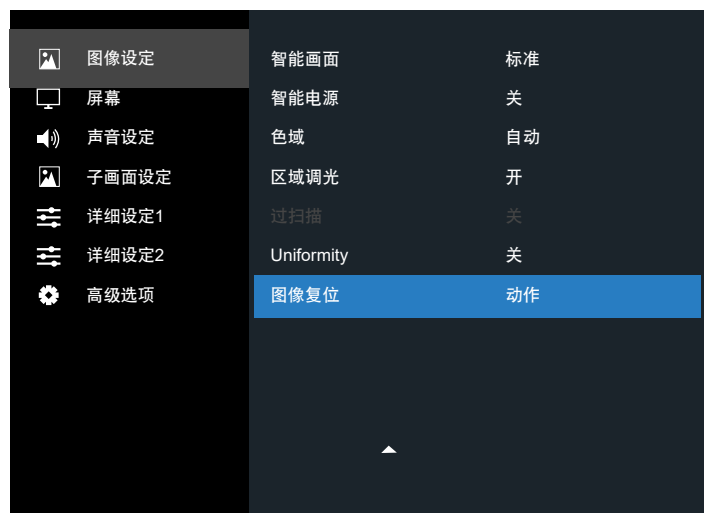 图像设定
屏幕
声音设定
子画面设定
详细设定1
详细设定2
高级选项
智能画面 标准
智能电源 关
色域 自动
区域调光 开
过扫描 关
Uniformity 关
图像复位 动作